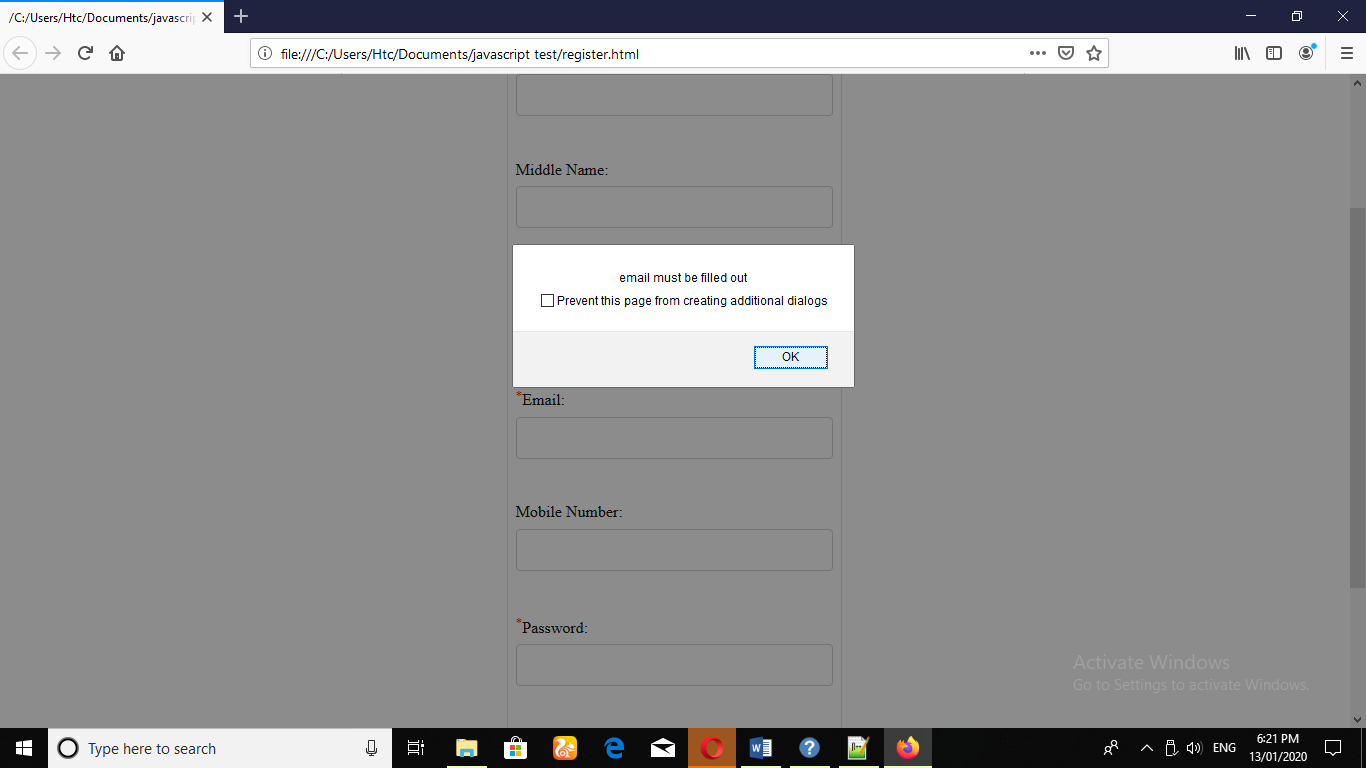 /C:/Users/Htc/Documents/javascri
file:///C:/Users/Htc/Documents/javascript test/register.html
Middle Name:
email must be filled out
Prevent this page from creating additional dialogs
OK
*Email:
Mobile Number:
*Password:
Activate Windows
Go to Settings to activate Windows.
Type here to search
ENG
6:21 PM
13/01/2020